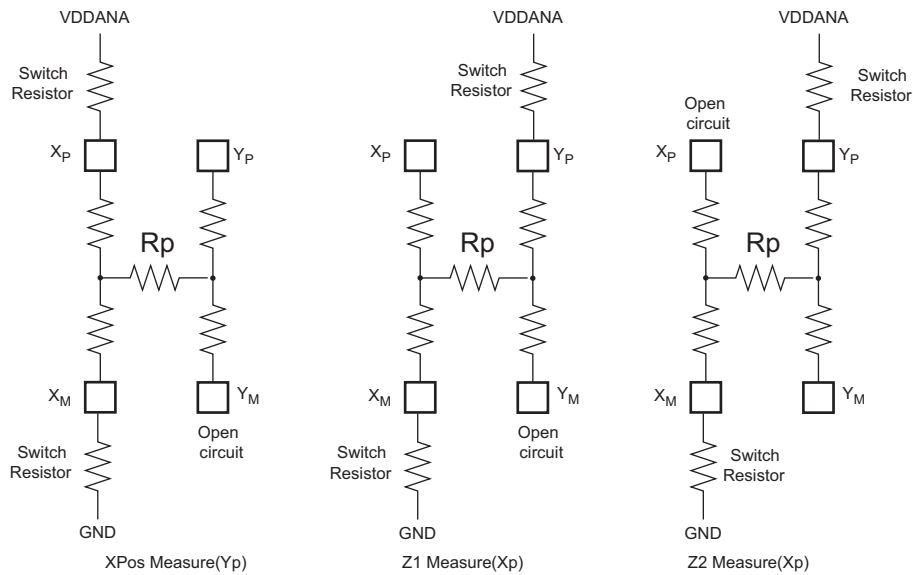 VDDANA
Switch
Resistor
XP
YP
Rp
XM
YM
Open
circuit
Switch
Resistor
GND
XPos Measure(Yp)
VDDANA
Switch
Resistor
XP
YP
Rp
XM
YM
Open
circuit
Switch
Resistor
GND
Z1 Measure(Xp)
VDDANA
Switch
Resistor
Open
circuit
XP
YP
Rp
XM
YM
Switch
Resistor
GND
Z2 Measure(Xp)